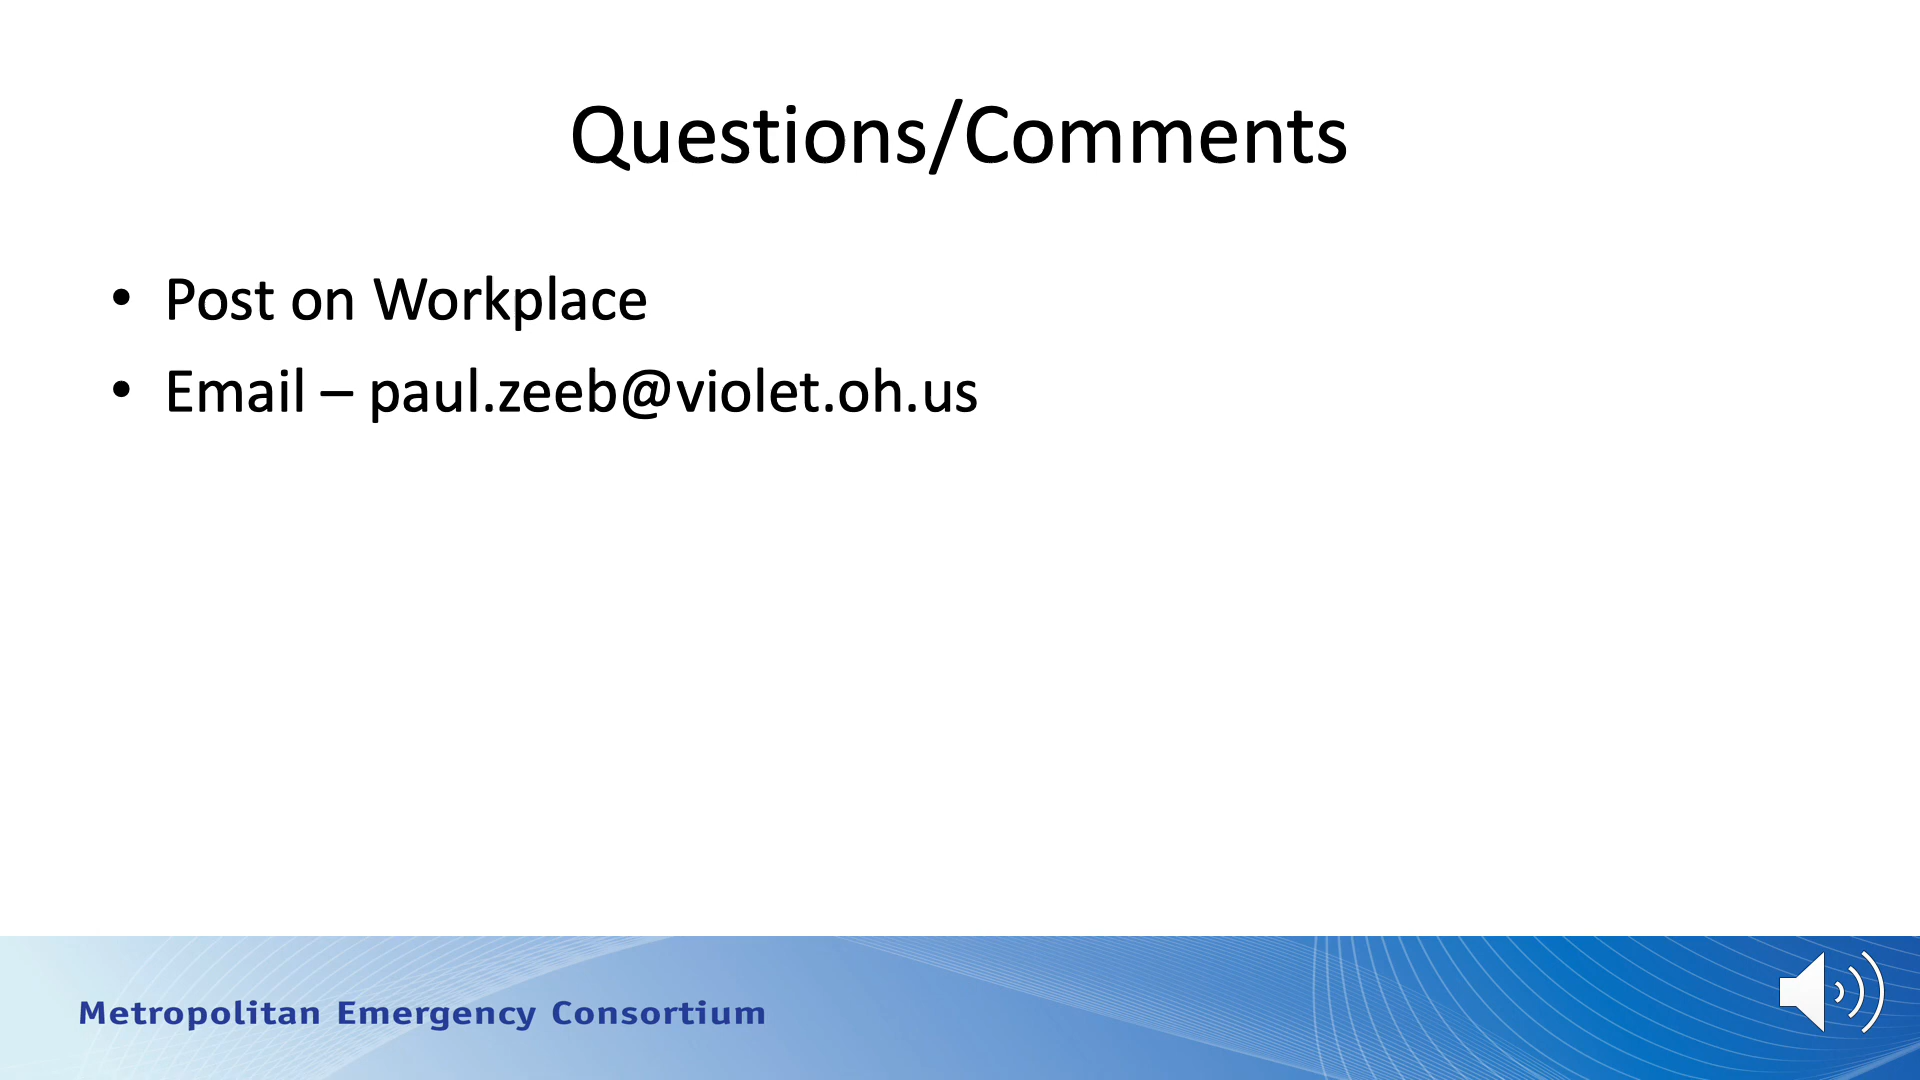 Questions/Comments
• Post on Workplace
• Email – paul.zeeb@violet.oh.us
Metropolitan Emergency Consortium